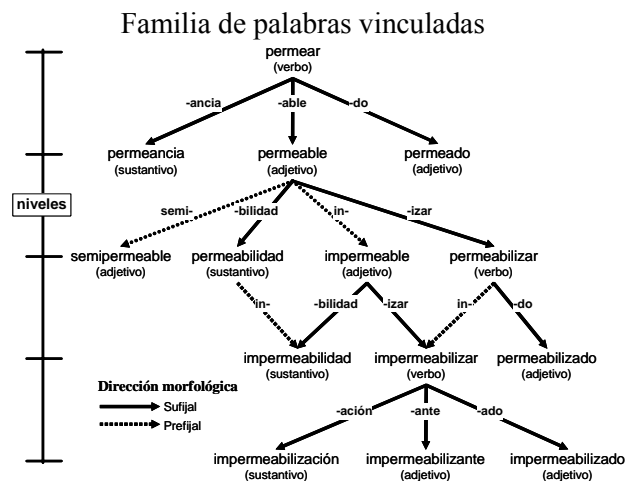 Familia de palabras vinculadas
permear
(verbo)
-ancia -able -do
permeancia permeable permeado
(sustantivo) (adjetivo) (adjetivo)
niveles
semi- -bilidad in- -izar
semipermeable permeabilidad impermeable permeabilizar
(adjetivo) (sustantivo) (adjetivo) (verbo)
in- -bilidad -izar in- -do
impermeabilidad impermeabilizar permeabilizado
(sustantivo) (verbo) (adjetivo)
Dirección morfológica
Sufijal
Prefijal
-ación -ante -ado
impermeabilización impermeabilizante impermeabilizado
(sustantivo) (adjetivo) (adjetivo)